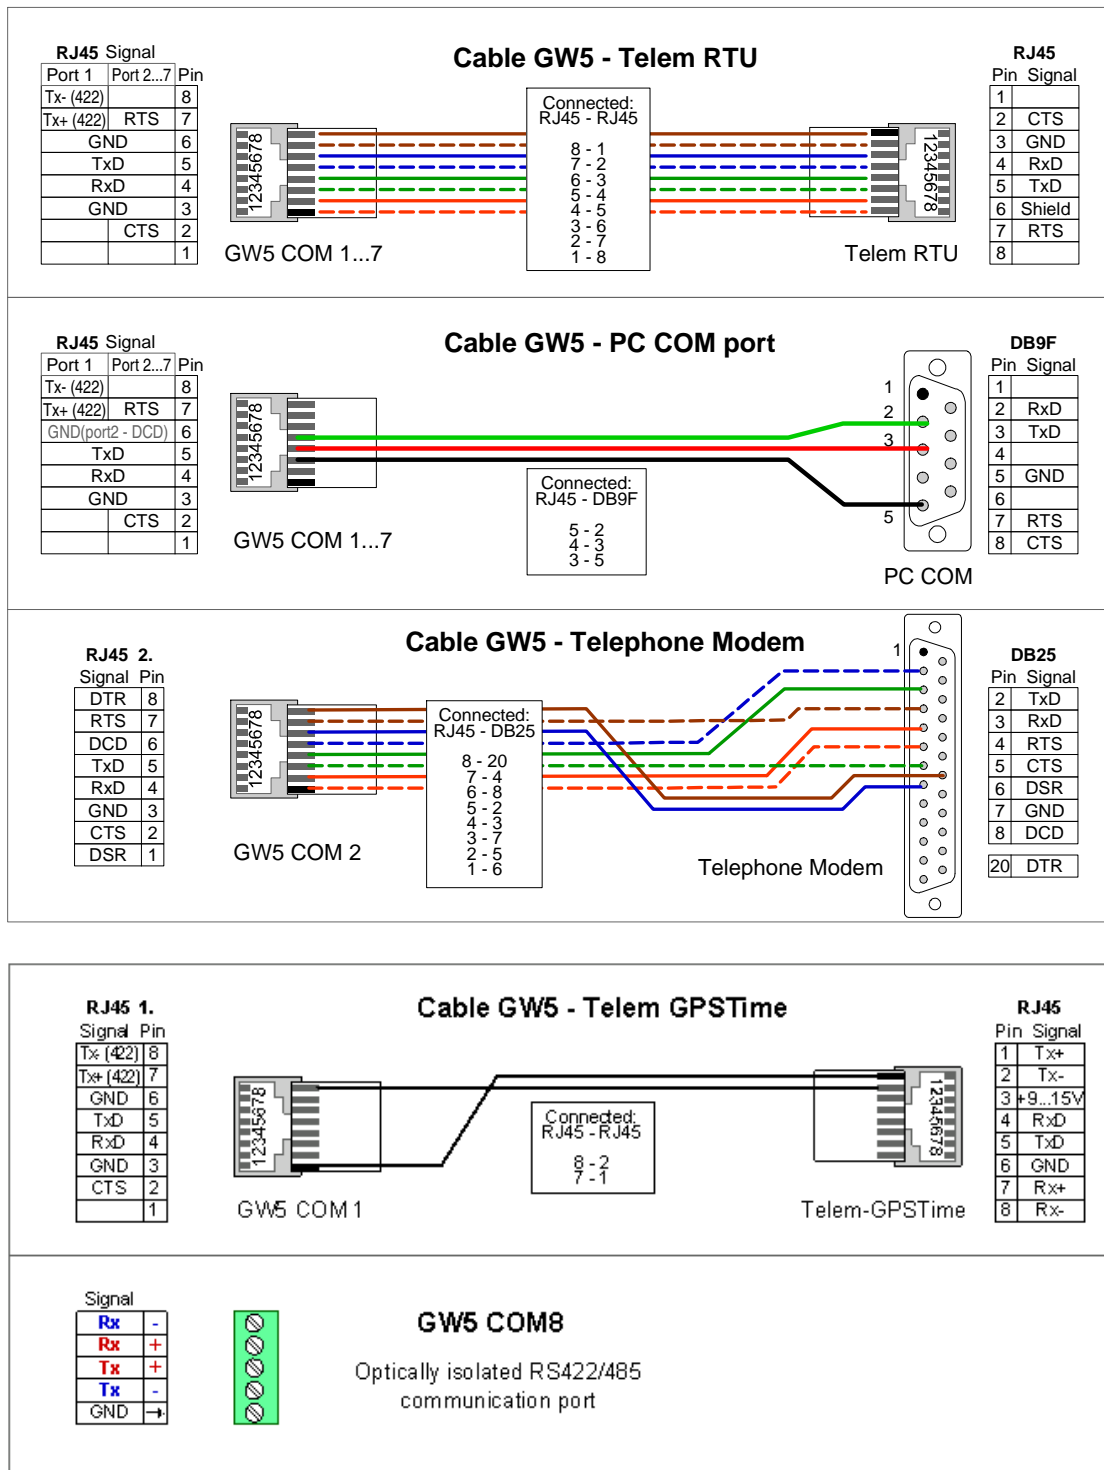 Cable GW5 - Telem RTU
RJ45 Signal
Port 1 Port 2...7 Pin
Tx- (422) 8
Tx+ (422) RTS 7
GND 6
TxD 5
RxD 4
GND 3
CTS 2
1
12345678
GW5 COM 1...7
Connected:
RJ45 - RJ45
8 - 1
7 - 2
6 - 3
5 - 4
4 - 5
3 - 6
2 - 7
1 - 8
12345678
Telem RTU
RJ45
Pin Signal
1
2 CTS
3 GND
4 RxD
5 TxD
6 Shield
7 RTS
8
Cable GW5 - PC COM port
RJ45 Signal
Port 1 Port 2...7 Pin
Tx- (422) 8
Tx+ (422) RTS 7
GND(port2 - DCD) 6
TxD 5
RxD 4
GND 3
CTS 2
1
12345678
GW5 COM 1...7
Connected:
RJ45 - DB9F
5 - 2
4 - 3
3 - 5
1
2
3
5
PC COM
DB9F
Pin Signal
1
2 RxD
3 TxD
4
5 GND
6
7 RTS
8 CTS
Cable GW5 - Telephone Modem
RJ45 2.
Signal Pin
DTR 8
RTS 7
DCD 6
TxD 5
RxD 4
GND 3
CTS 2
DSR 1
12345678
GW5 COM 2
Connected:
RJ45 - DB25
8 - 20
7 - 4
6 - 8
5 - 2
4 - 3
3 - 7
2 - 5
1 - 6
1
Telephone Modem
DB25
Pin Signal
2 TxD
3 RxD
4 RTS
5 CTS
6 DSR
7 GND
8 DCD
20 DTR
Cable GW5 - Telem GPSTime
RJ45 1.
Signal Pin
Tx- (422) 8
Tx+ (422) 7
GND 6
TxD 5
RxD 4
GND 3
CTS 2
1
12345678
GW5 COM 1
Connected:
RJ45 - RJ45
8 - 2
7 - 1
12345678
Telem-GPSTime
RJ45
Pin Signal
1 Tx+
2 Tx-
3 +9...15V
4 RxD
5 TxD
6 GND
7 Rx+
8 Rx-
Signal
Rx -
Rx +
Tx +
Tx -
GND
GW5 COM8
Optically isolated RS422/485
communication port